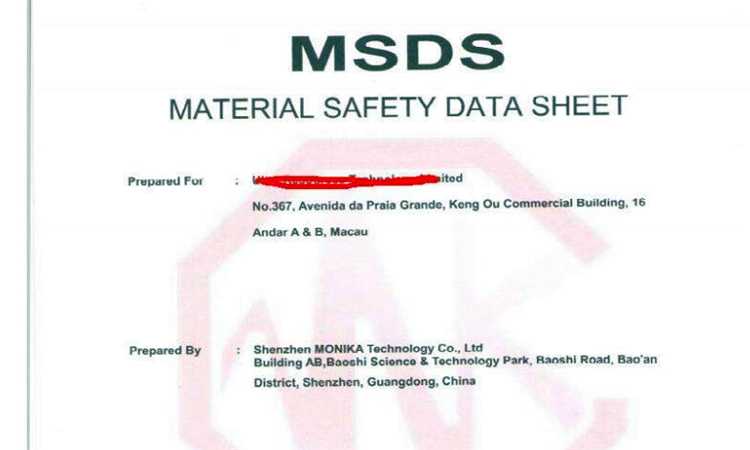 MSDS
MATERIAL SAFETY DATA SHEET
Prepared For : Technology Limited
No.367, Avenida da Praia Grande, Keng Ou Commercial Building, 16
Andar A & B, Macau
Prepared By : Shenzhen MONIKA Technology Co., Ltd
Building AB,Baoshi Science & Technology Park, Baoshi Road, Bao'an
District, Shenzhen, Guangdong, China